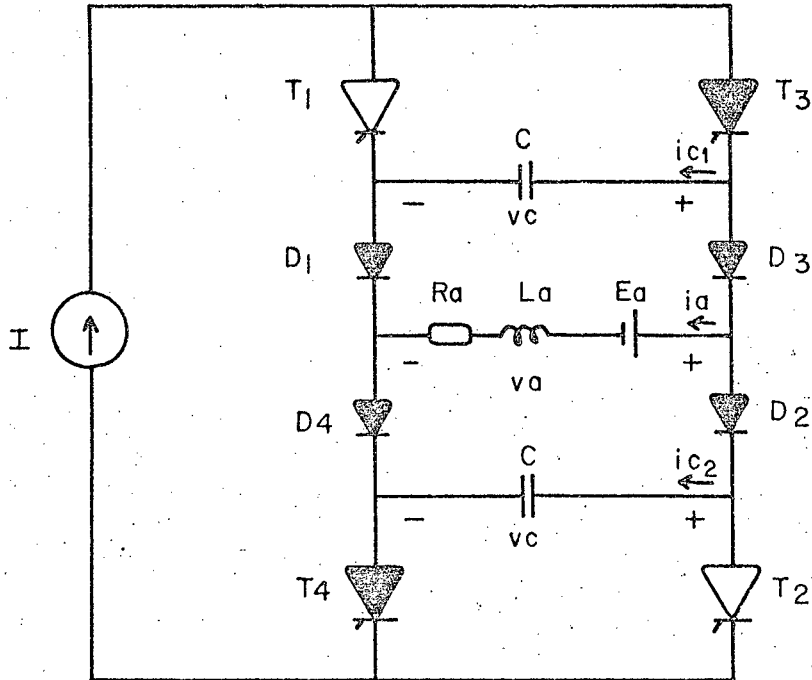 T1 T3
C ic1
− vc +
D1 D3
Ra La Ea ia
I
− va +
D4 D2
C ic2
− vc +
T4 T2